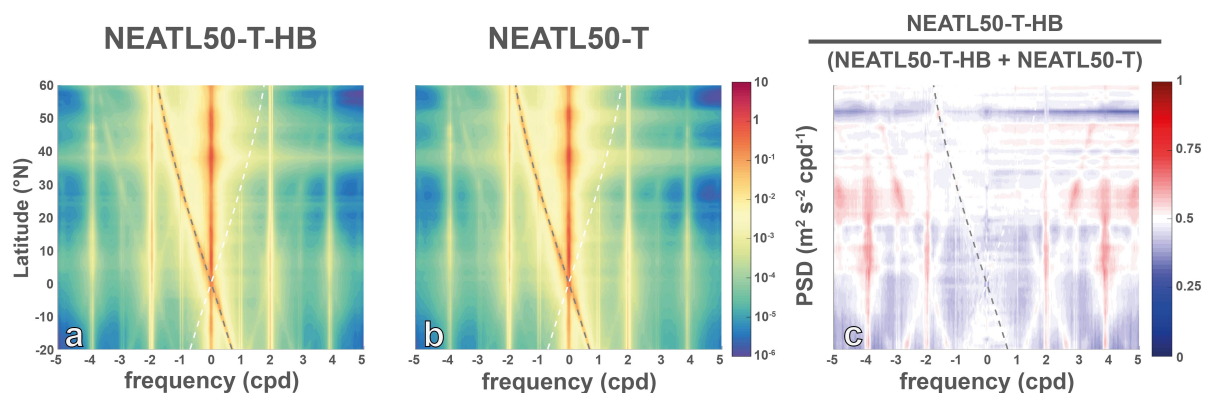 NEATL50-T-HB
NEATL50-T
NEATL50-T-HB
(NEATL50-T-HB + NEATL50-T)
Latitude (°N)
60
50
40
30
20
10
0
-10
-20
a
-5 -4 -3 -2 -1 0 1 2 3 4 5
frequency (cpd)
b
-5 -4 -3 -2 -1 0 1 2 3 4 5
frequency (cpd)
10
1
10-1
10-2
10-3
10-4
10-5
10-6
PSD (m2 s-2 cpd-1)
c
-5 -4 -3 -2 -1 0 1 2 3 4 5
frequency (cpd)
1
0.75
0.5
0.25
0